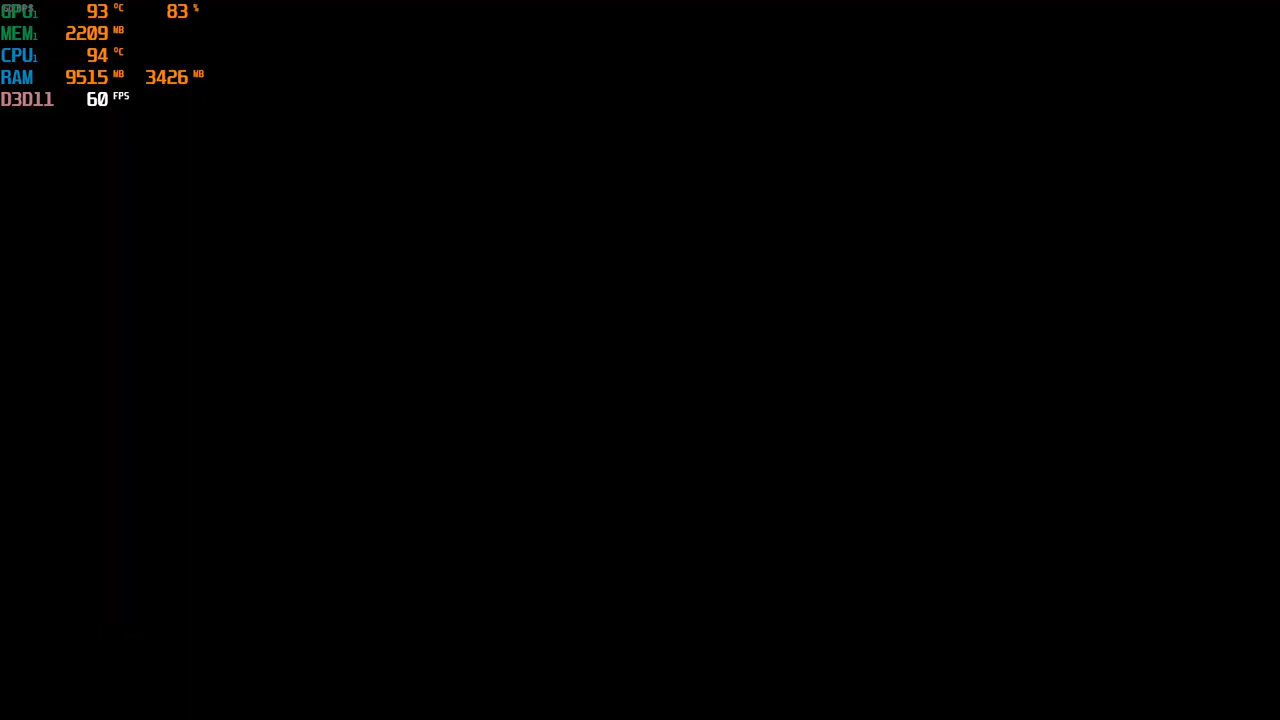 GPU1 93 °C 83 %
MEM1 2209 MB
CPU1 94 °C
RAM 9515 MB 3426 MB
D3D11 60 FPS